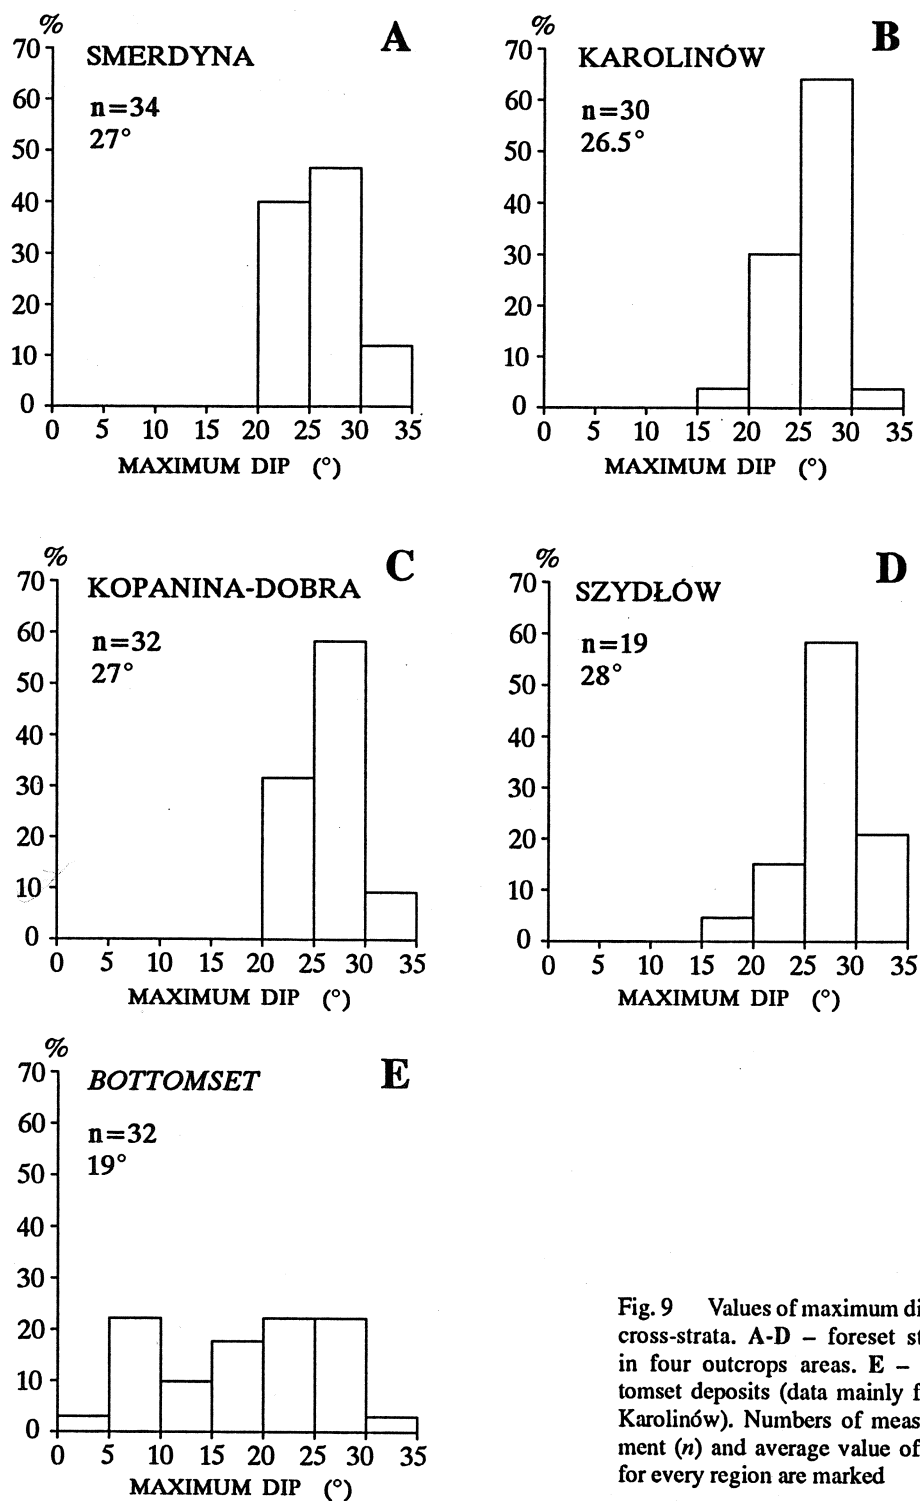 %
A
SMERDYNA
n=34
27°
70
60
50
40
30
20
10
0
0 5 10 15 20 25 30 35
MAXIMUM DIP (°)
%
B
KAROLINÓW
n=30
26.5°
70
60
50
40
30
20
10
0
0 5 10 15 20 25 30 35
MAXIMUM DIP (°)
%
C
KOPANINA-DOBRA
n=32
27°
70
60
50
40
30
20
10
0
0 5 10 15 20 25 30 35
MAXIMUM DIP (°)
%
D
SZYDŁÓW
n=19
28°
70
60
50
40
30
20
10
0
0 5 10 15 20 25 30 35
MAXIMUM DIP (°)
%
E
BOTTOMSET
n=32
19°
70
60
50
40
30
20
10
0
0 5 10 15 20 25 30 35
MAXIMUM DIP (°)
Fig. 9 Values of maximum di
cross-strata. A-D – foreset st
in four outcrops areas. E –
tomset deposits (data mainly f
Karolinów). Numbers of meas
ment (n) and average value of
for every region are marked